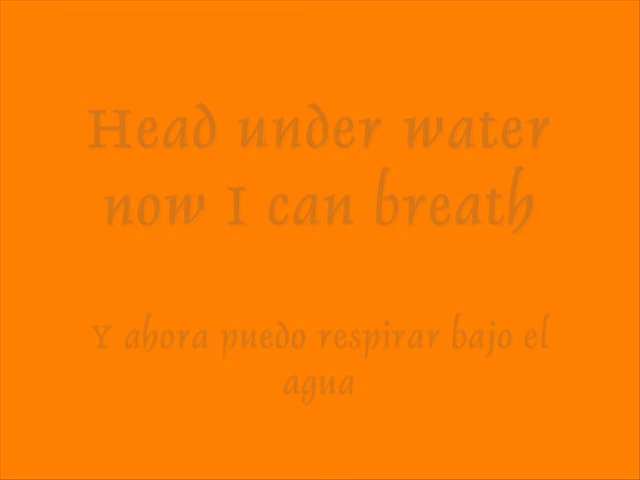 Head under water
now I can breath
Y ahora puedo respirar bajo el
agua